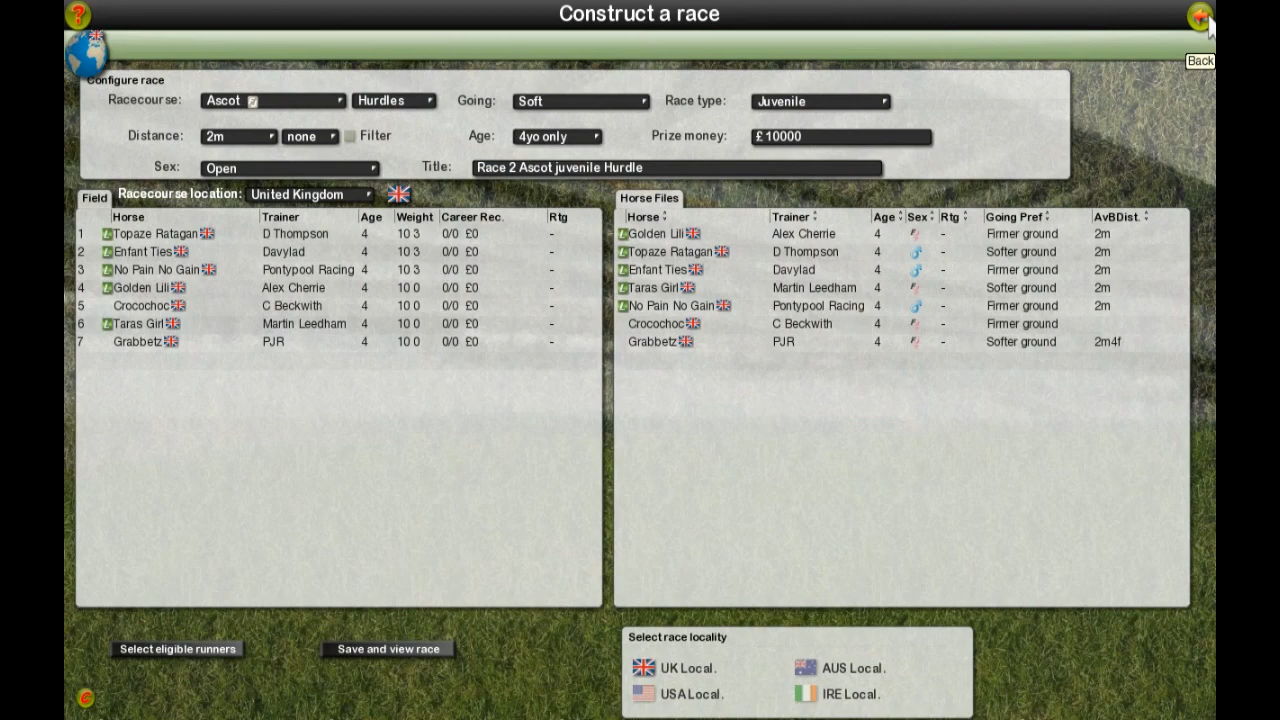 Construct a race
Back
Configure race
Racecourse: Ascot Hurdles Going: Soft Race type: Juvenile
Distance: 2m none Filter Age: 4yo only Prize money: £10000
Sex: Open Title: Race 2 Ascot juvenile Hurdle
Field Racecourse location: United Kingdom Horse Files
Horse Trainer Age Weight Career Rec. Rtg
1 Topaze Ratagan D Thompson 4 10 3 0/0 £0 -
2 Enfant Ties Davylad 4 10 3 0/0 £0 -
3 No Pain No Gain Pontypool Racing 4 10 3 0/0 £0 -
4 Golden Lili Alex Cherrie 4 10 0 0/0 £0 -
5 Crocochoc C Beckwith 4 10 0 0/0 £0 -
6 Taras Girl Martin Leedham 4 10 0 0/0 £0 -
7 Grabbetz PJR 4 10 0 0/0 £0 -
Horse Trainer Age Sex Rtg Going Pref AvBDist.
Golden Lili Alex Cherrie 4 - Firmer ground 2m
Topaze Ratagan D Thompson 4 - Softer ground 2m
Enfant Ties Davylad 4 - Firmer ground 2m
Taras Girl Martin Leedham 4 - Softer ground 2m
No Pain No Gain Pontypool Racing 4 - Firmer ground 2m
Crocochoc C Beckwith 4 - Firmer ground
Grabbetz PJR 4 - Softer ground 2m4f
Select eligible runners Save and view race
Select race locality
UK Local. AUS Local.
USA Local. IRE Local.